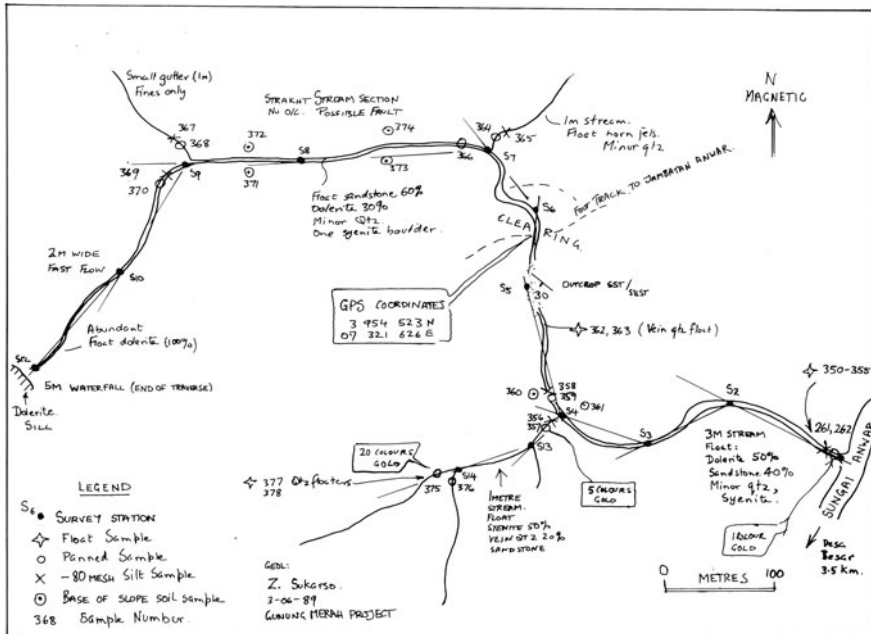 Small gutter (1m)
Fines only
367
368
STRAIGHT STREAM SECTION
No O/C. POSSIBLE FAULT
372
374
364
365
1m stream.
Float horn fels.
Minor qtz
N
MAGNETIC
369
370
S9
371
S8
373
366
S7
Float sandstone 60%
Dolerite 30%
Minor Qtz.
One syenite boulder.
S6
FOOT TRACK TO JAMBATAN ANWAR.
CLEARING.
2M WIDE
FAST FLOW
S10
GPS COORDINATES
3 954 523 N
07 321 626 E
S5
30
OUTCROP SST/
SLST
Abundant
Float dolerite (100%)
362, 363 (Vein qtz float)
5M WATERFALL (END OF TRAVERSE)
Dolerite
SILL
360
358
359
361
356
357
S4
S3
S2
350-355
261, 262
SUNGAI ANWAR
3M STREAM
Float:
Dolerite 50%
Sandstone 40%
Minor qtz,
Syenite.
20 COLOURS
GOLD
S13
S14
375
376
377
378
Qtz floaters
5 COLOURS
GOLD
1 METRE
STREAM.
FLOAT
SYENITE 50%
VEIN QTZ 20%
SANDSTONE
1 COLOUR
GOLD
Desa
Besar
3.5 km.
0 METRES 100
LEGEND
S6 SURVEY STATION
Float Sample
Panned Sample
-80 MESH Silt Sample
BASE OF SLOPE SOIL Sample
368 Sample Number.
GEOL:
Z. Sukarso.
3-06-89
GUNUNG MERAH PROJECT